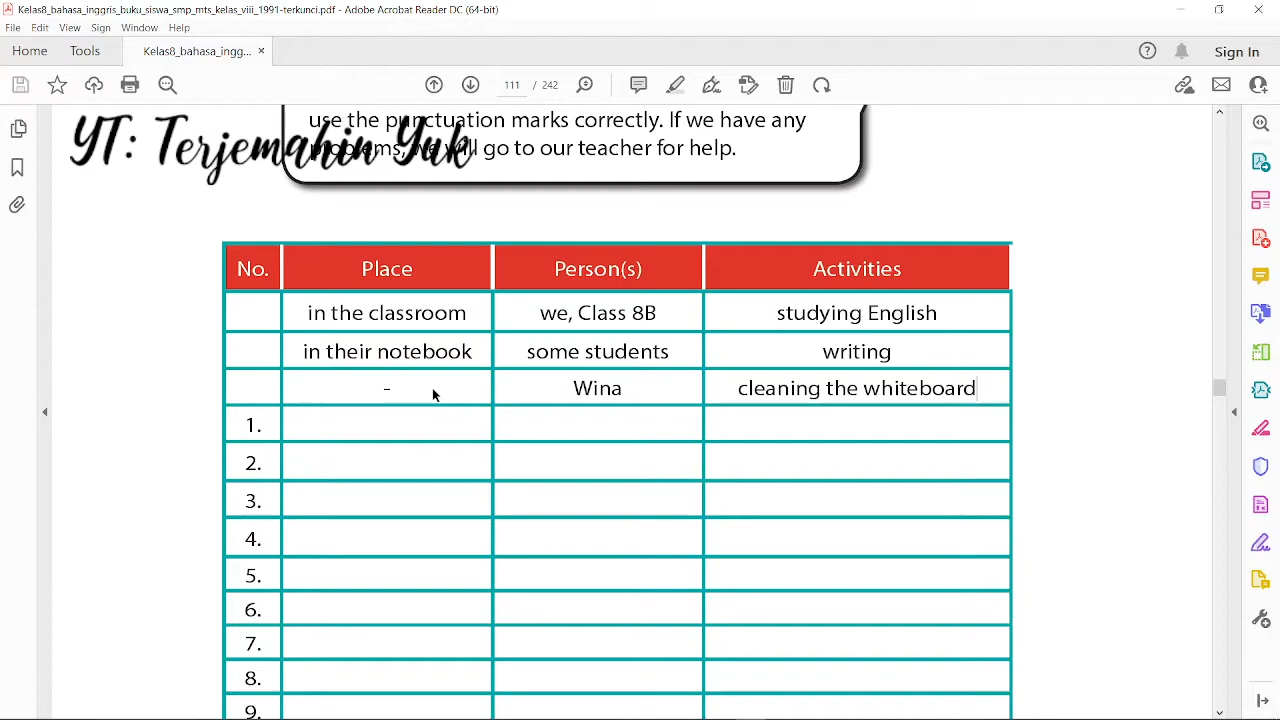 Kelas8_bahasa_inggris_buku_siswa_smp_mts_kelas_viii_1991-terkunci.pdf - Adobe Acrobat Reader DC (64-bit)
File Edit View Sign Window Help
Home Tools Kelas8_bahasa_ingg... × Sign In
111 / 242
use the punctuation marks correctly. If we have any
problems, we will go to our teacher for help.
YT: Terjemahin Yuk
No. Place Person(s) Activities
in the classroom we, Class 8B studying English
in their notebook some students writing
- Wina cleaning the whiteboard
1.
2.
3.
4.
5.
6.
7.
8.
9.